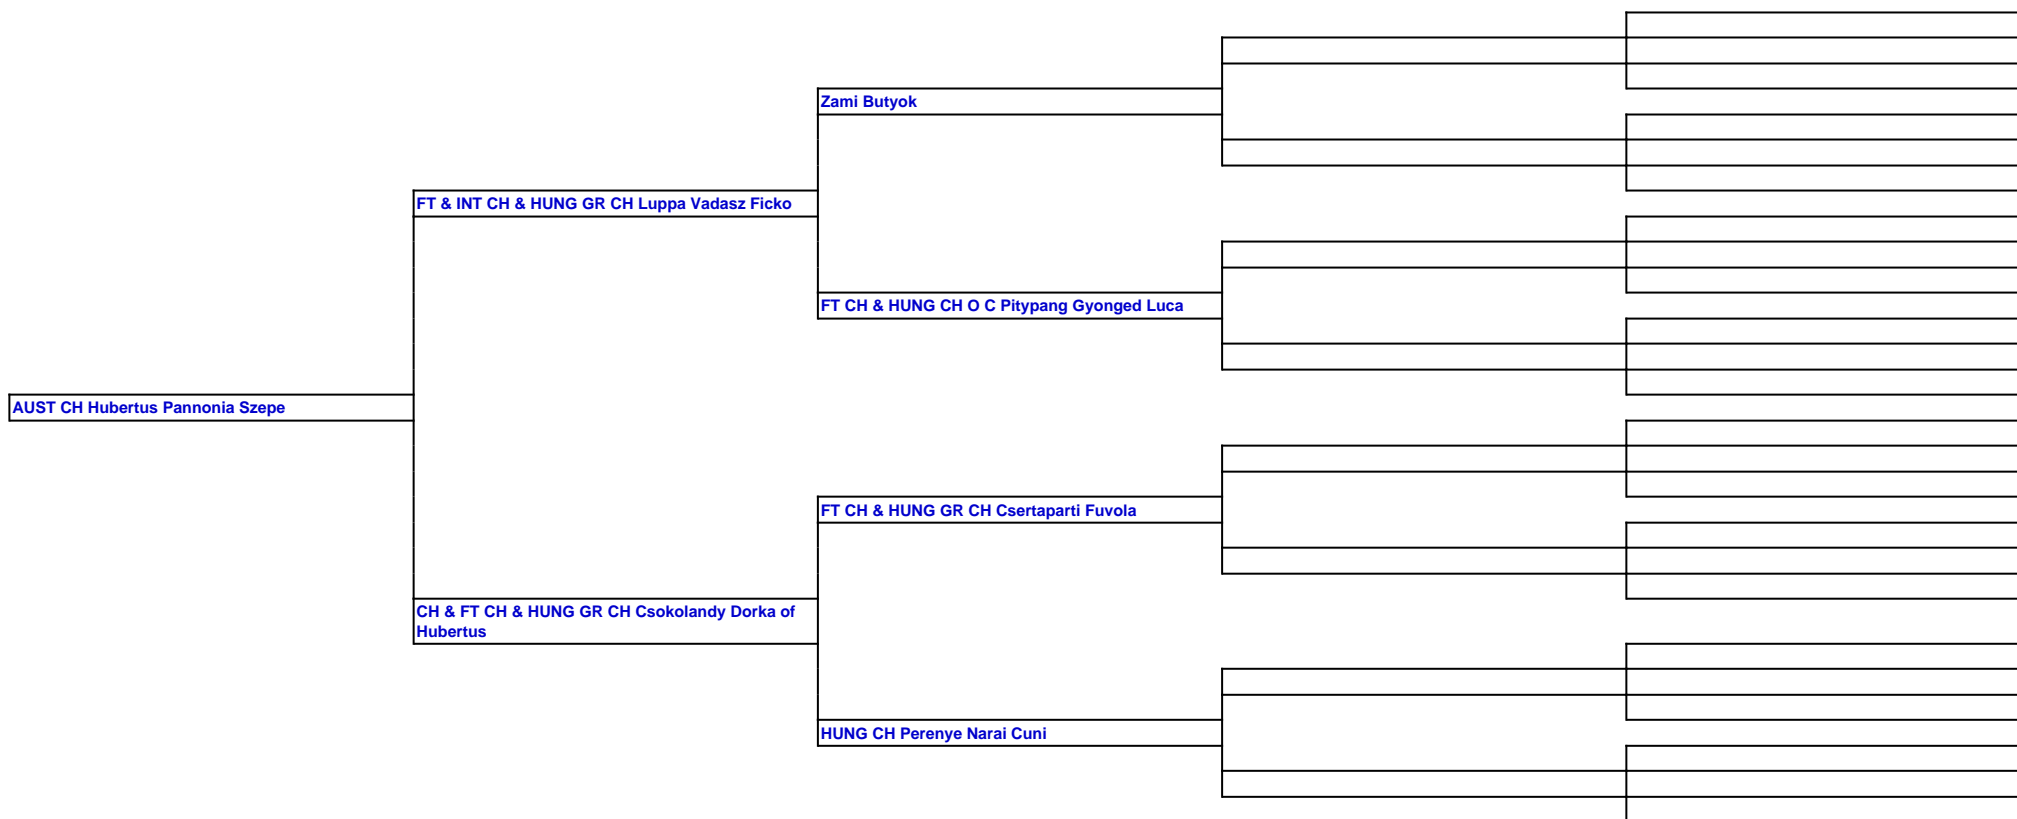 Zami Butyok
FT & INT CH & HUNG GR CH Luppa Vadasz Ficko
FT CH & HUNG CH O C Pitypang Gyonged Luca
AUST CH Hubertus Pannonia Szepe
FT CH & HUNG GR CH Csertaparti Fuvola
CH & FT CH & HUNG GR CH Csokolandy Dorka of
Hubertus
HUNG CH Perenye Narai Cuni